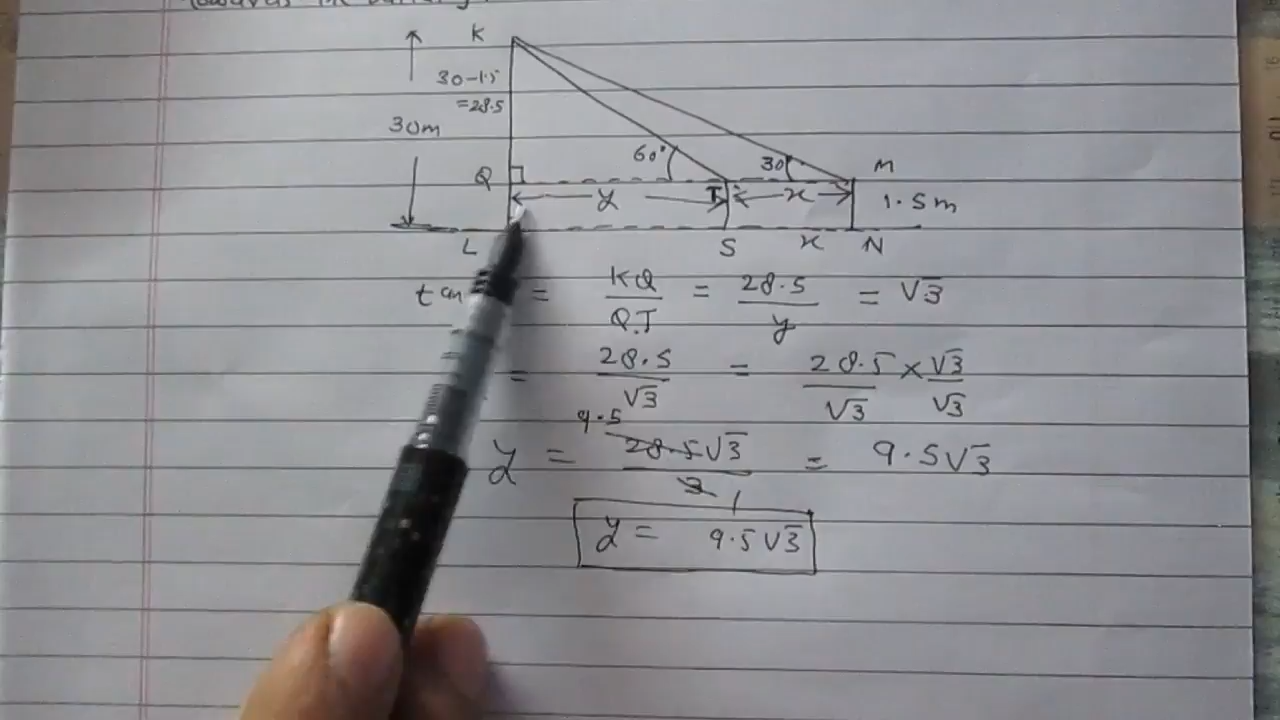 K
30-1.5
=28.5
30m
60°
30
M
Q
y
T
x
1.5m
L
S
x
N
tan = KQ/QT = 28.5/y = √3
= 28.5/√3 = 28.5/√3 × √3/√3
9.5
y = 28.5√3/3 = 9.5√3
1
y = 9.5√3